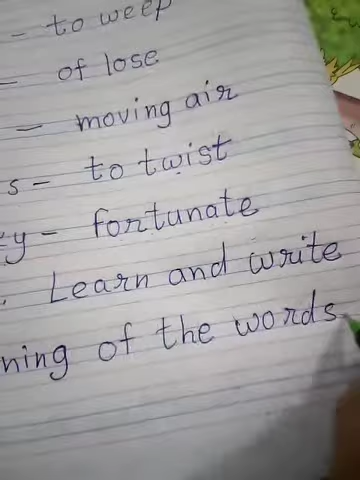 - to weep
- of lose
- moving air
s - to twist
y - fortunate
. Learn and write
ning of the words